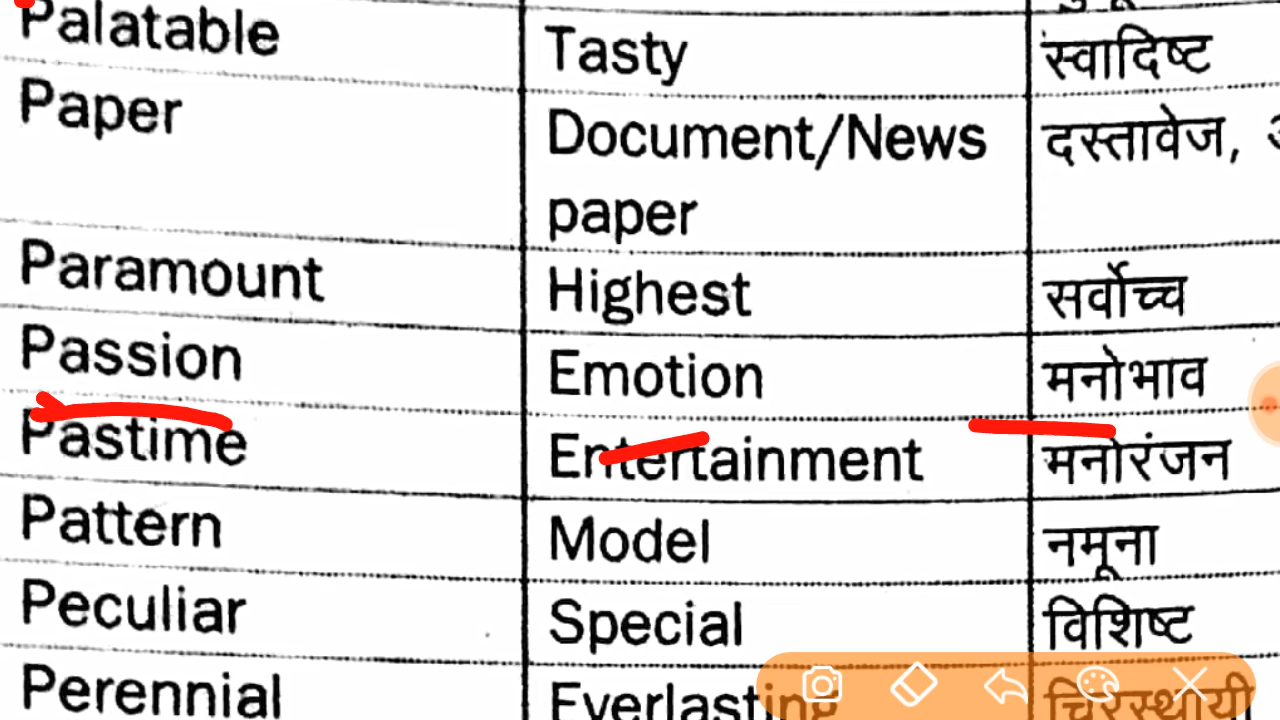 Palatable Tasty स्वादिष्ट
Paper Document/News दस्तावेज,
paper
Paramount Highest सर्वोच्च
Passion Emotion मनोभाव
Pastime Entertainment मनोरंजन
Pattern Model नमूना
Peculiar Special विशिष्ट
Perennial Everlasting चिरस्थायी